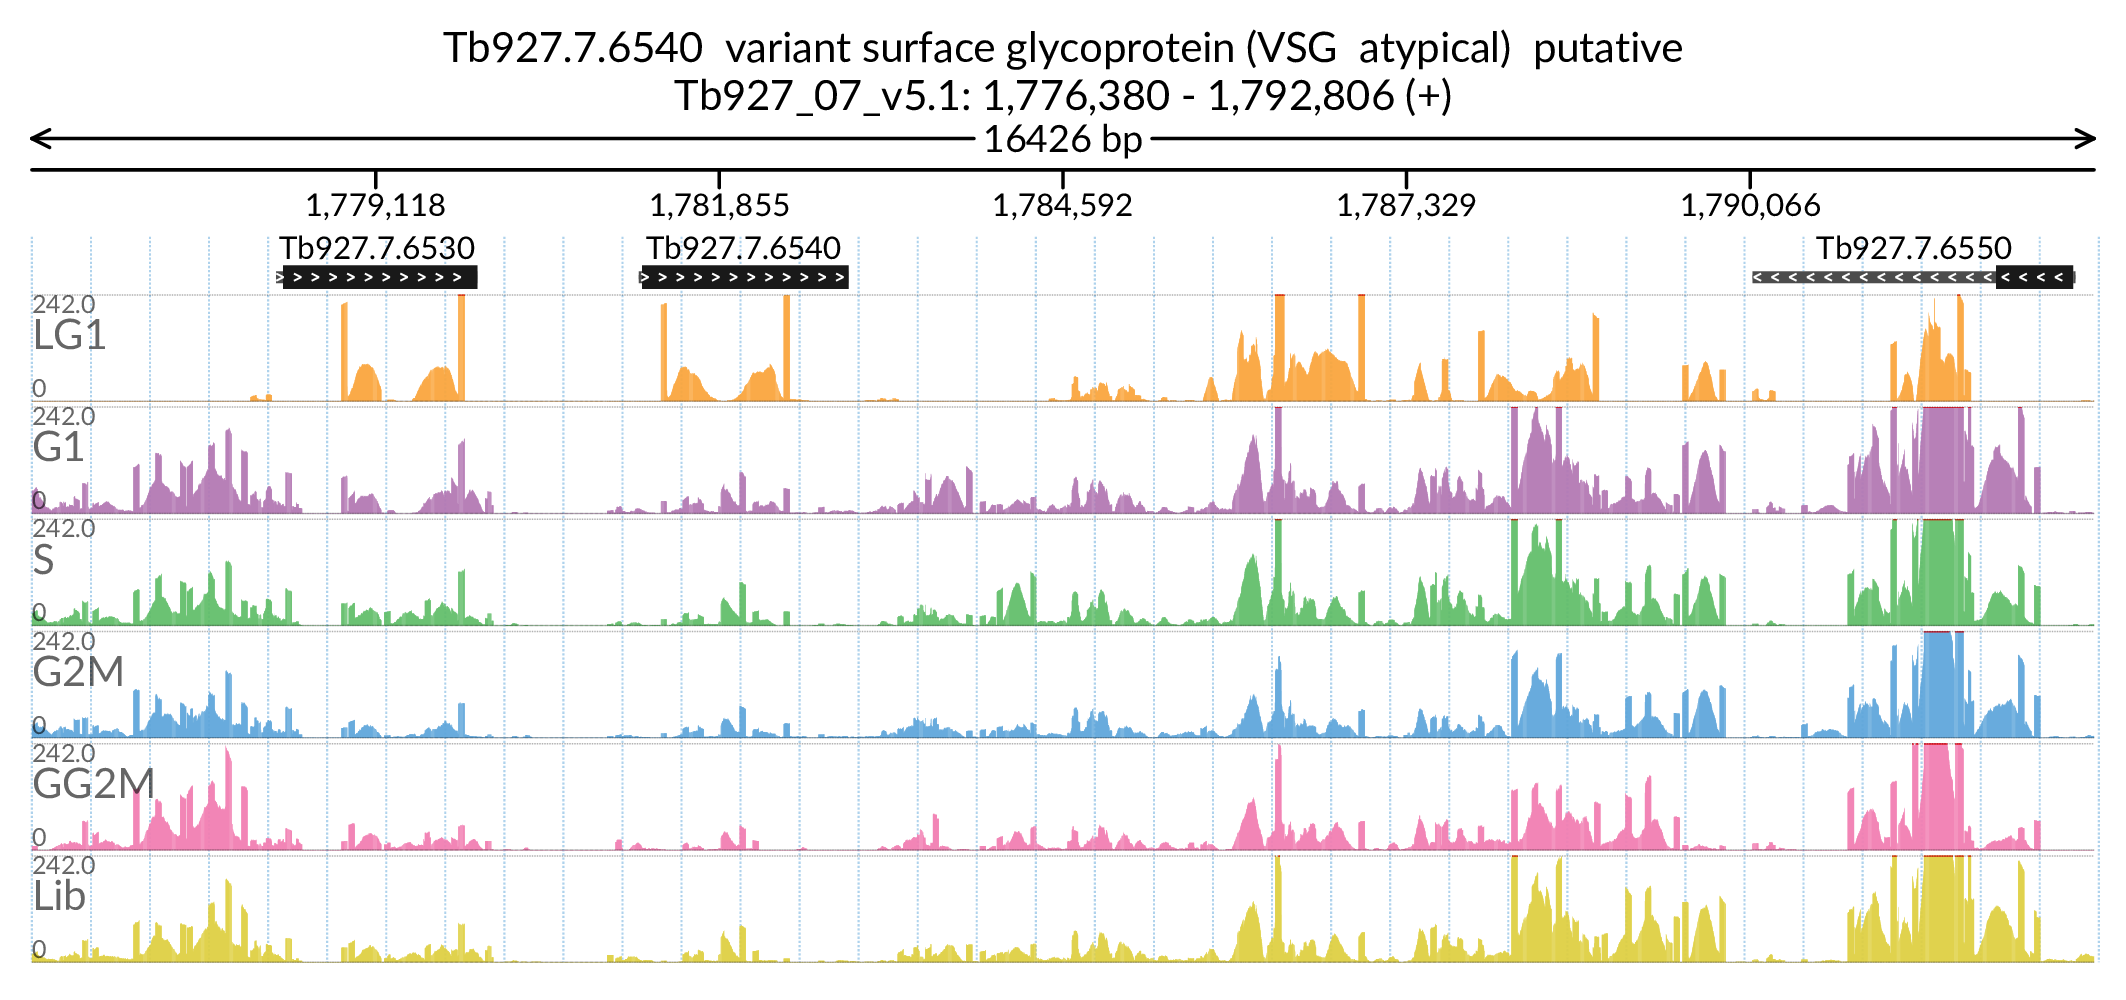 Tb927.7.6540  variant surface glycoprotein (VSG  atypical)  putative
Tb927_07_v5.1: 1,776,380 - 1,792,806 (+)
16426 bp
1,779,118 1,781,855 1,784,592 1,787,329 1,790,066
Tb927.7.6530 Tb927.7.6540 Tb927.7.6550
242.0
LG1
0
242.0
G1
0
242.0
S
0
242.0
G2M
0
242.0
GG2M
0
242.0
Lib
0